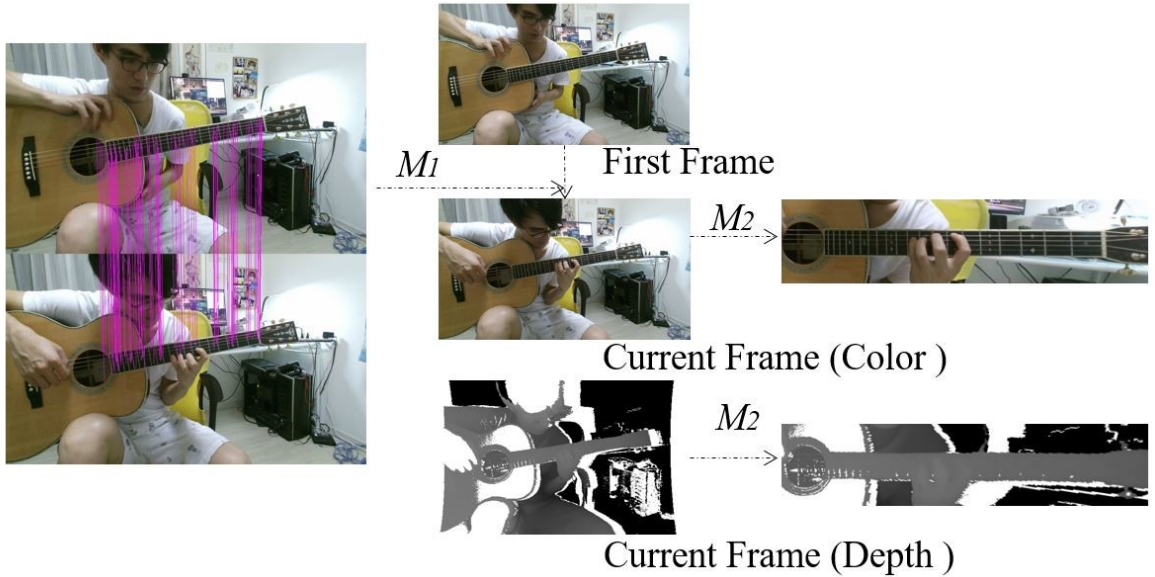 First Frame
M1
M2
Current Frame (Color )
M2
Current Frame (Depth )